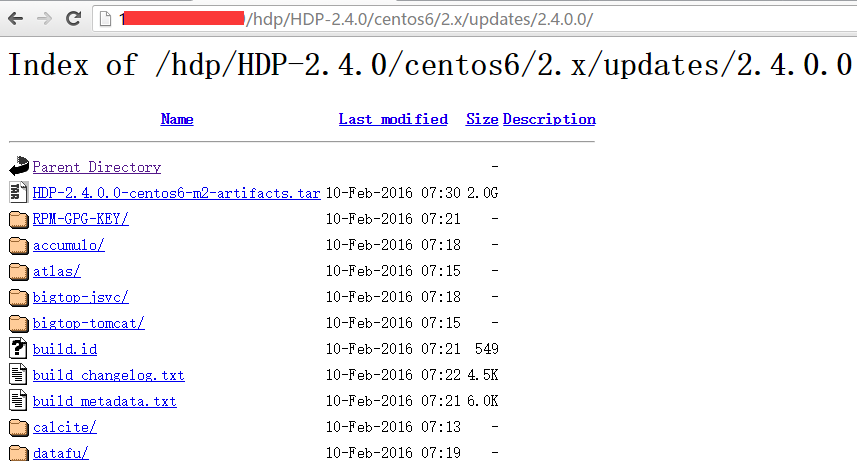 1 /hdp/HDP-2.4.0/centos6/2.x/updates/2.4.0.0/
Index of /hdp/HDP-2.4.0/centos6/2.x/updates/2.4.0.0
Name Last modified Size Description
Parent Directory -
HDP-2.4.0.0-centos6-m2-artifacts.tar 10-Feb-2016 07:30 2.0G
RPM-GPG-KEY/ 10-Feb-2016 07:21 -
accumulo/ 10-Feb-2016 07:18 -
atlas/ 10-Feb-2016 07:15 -
bigtop-jsvc/ 10-Feb-2016 07:18 -
bigtop-tomcat/ 10-Feb-2016 07:15 -
build.id 10-Feb-2016 07:21 549
build_changelog.txt 10-Feb-2016 07:22 4.5K
build_metadata.txt 10-Feb-2016 07:21 6.0K
calcite/ 10-Feb-2016 07:13 -
datafu/ 10-Feb-2016 07:19 -